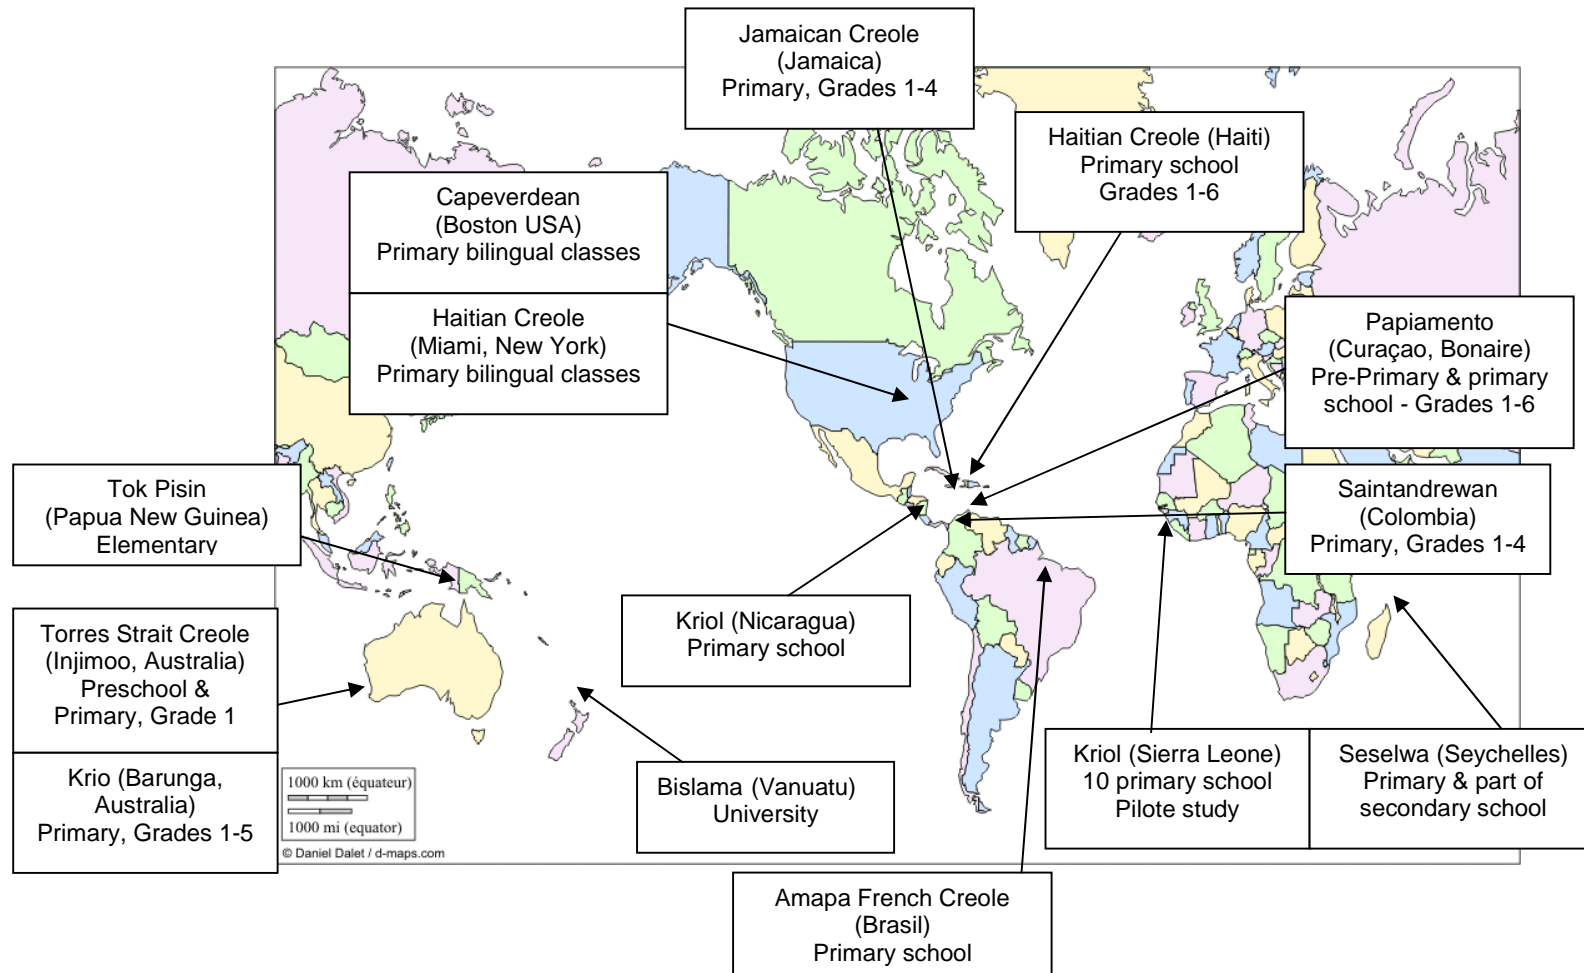 Jamaican Creole
(Jamaica)
Primary, Grades 1-4
Haitian Creole (Haiti)
Primary school
Grades 1-6
Capeverdean
(Boston USA)
Primary bilingual classes
Haitian Creole
(Miami, New York)
Primary bilingual classes
Papiamento
(Curaçao, Bonaire)
Pre-Primary & primary
school - Grades 1-6
Tok Pisin
(Papua New Guinea)
Elementary
Saintandrewan
(Colombia)
Primary, Grades 1-4
Kriol (Nicaragua)
Primary school
Torres Strait Creole
(Injimoo, Australia)
Preschool &
Primary, Grade 1
Krio (Barunga,
Australia)
Primary, Grades 1-5
Bislama (Vanuatu)
University
Kriol (Sierra Leone)
10 primary school
Pilote study
Seselwa (Seychelles)
Primary & part of
secondary school
1000 km (équateur)
1000 mi (equator)
© Daniel Dalet / d-maps.com
Amapa French Creole
(Brasil)
Primary school